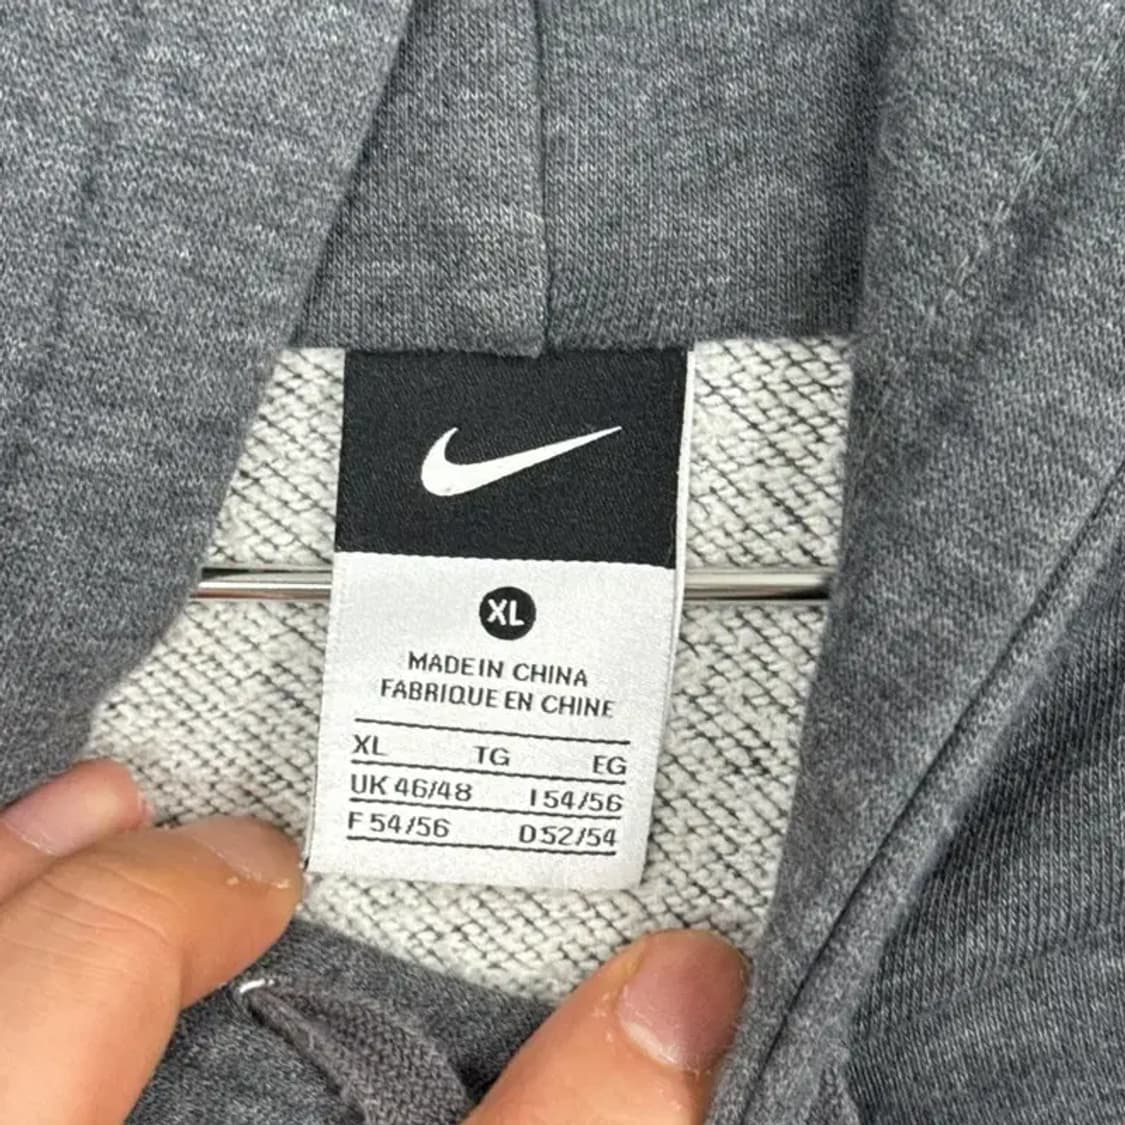 XL
MADE IN CHINA
FABRIQUE EN CHINE
XL TG EG
UK 46/48 I 54/56
F 54/56 D 52/54